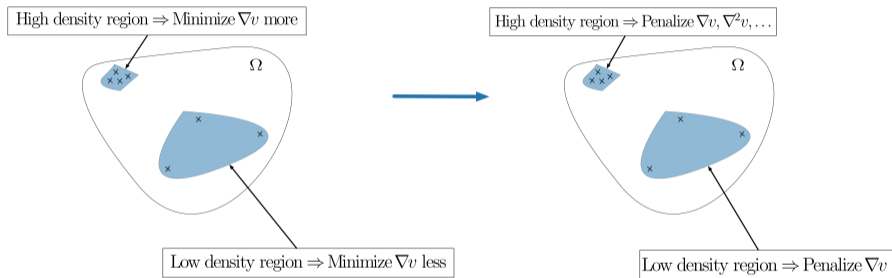 High density region ⇒ Minimize ∇v more
High density region ⇒ Penalize ∇v, ∇²v, . . .
Ω
Ω
Low density region ⇒ Minimize ∇v less
Low density region ⇒ Penalize ∇v